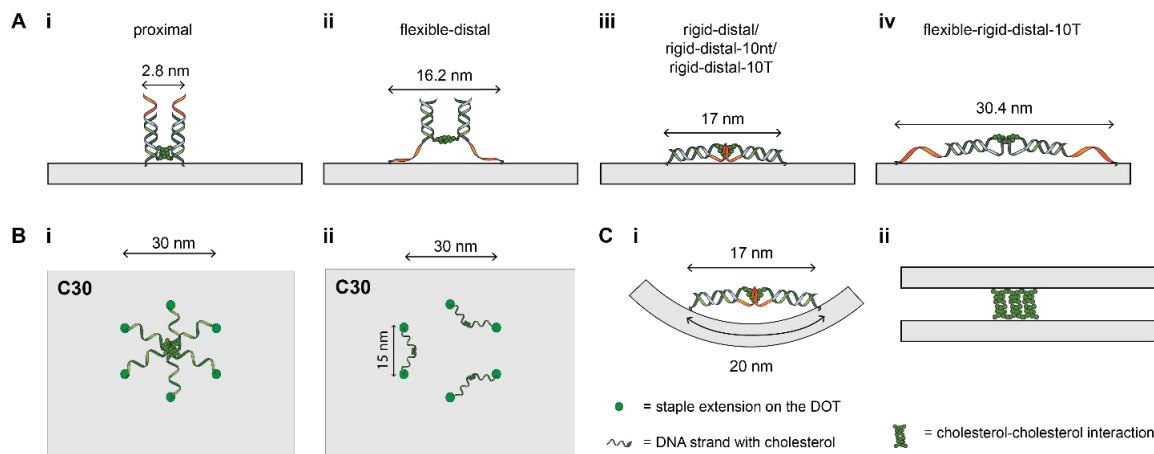 A
i
proximal
2.8 nm
ii
flexible-distal
16.2 nm
iii
rigid-distal/
rigid-distal-10nt/
rigid-distal-10T
17 nm
iv
flexible-rigid-distal-10T
30.4 nm
B
i
30 nm
C30
ii
30 nm
C30
15 nm
C
i
17 nm
20 nm
ii
= staple extension on the DOT
= DNA strand with cholesterol
= cholesterol-cholesterol interaction